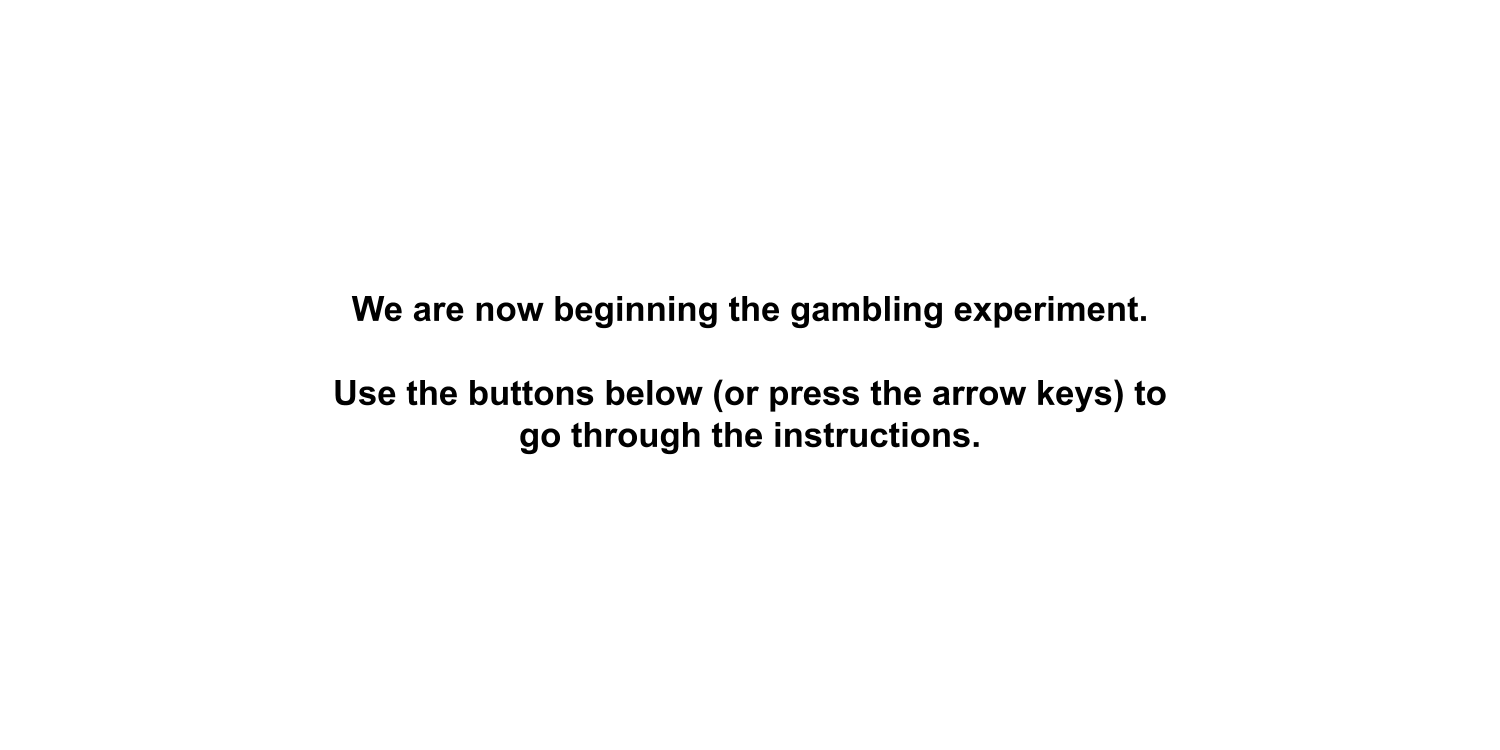 We are now beginning the gambling experiment.
Use the buttons below (or press the arrow keys) to
go through the instructions.